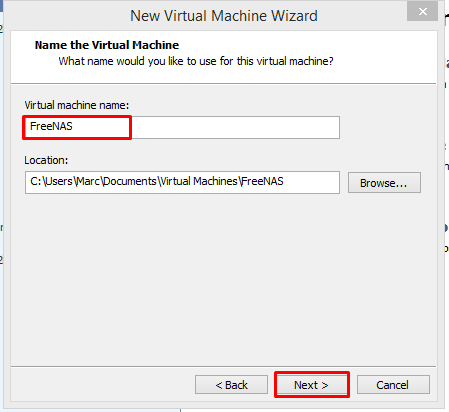 New Virtual Machine Wizard
Name the Virtual Machine
What name would you like to use for this virtual machine?
Virtual machine name:
FreeNAS
Location:
C:\Users\Marc\Documents\Virtual Machines\FreeNAS
Browse...
< Back
Next >
Cancel